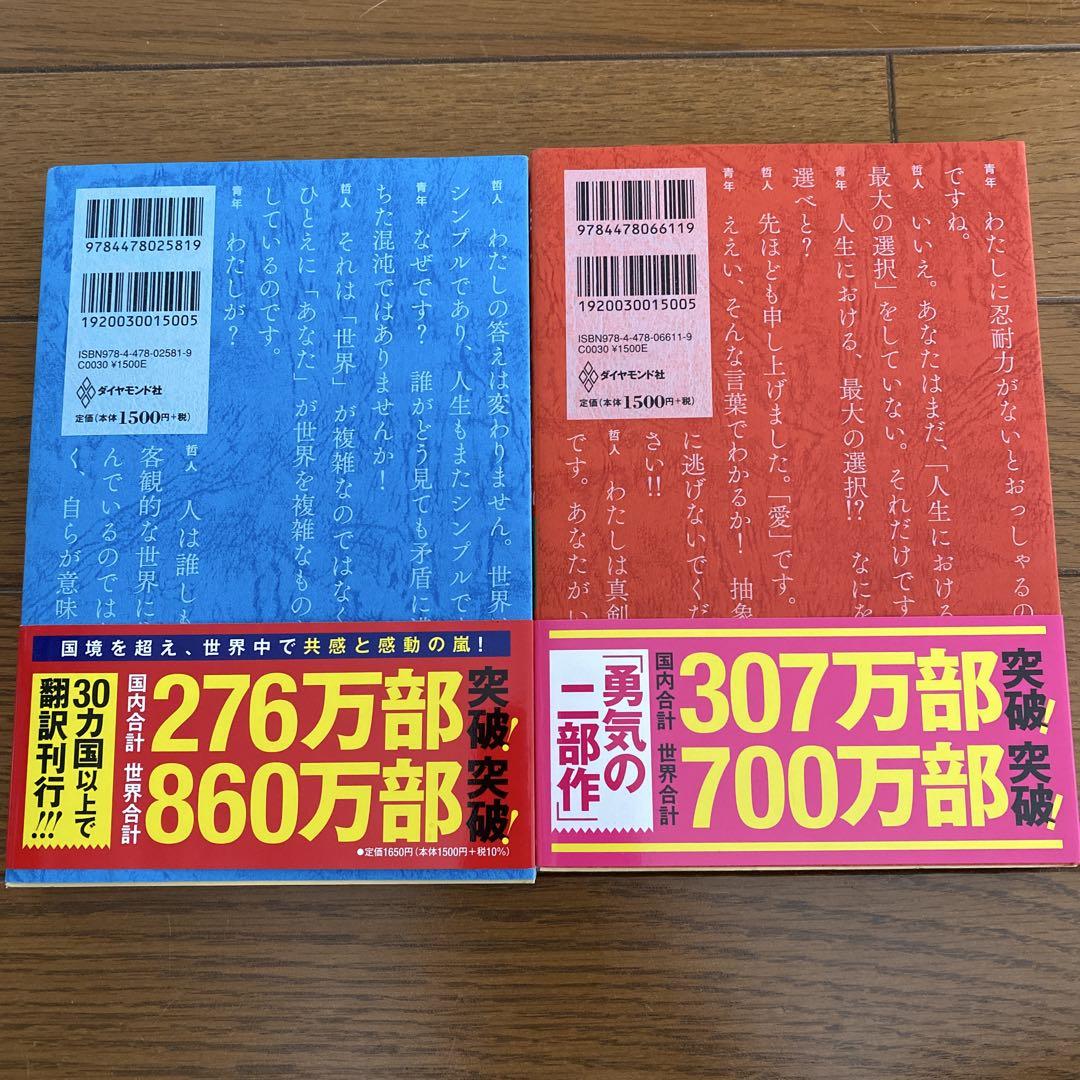 9784478025819
1920030015005
ISBN978-4-478-02581-9
C0030 ¥1500E
ダイヤモンド社
定価(本体1500円+税)
哲人 わたしの答えは変わりません。世界
シンプルであり、人生もまたシンプルで
青年 なぜです? 誰がどう見ても矛盾に
ちた混沌ではありませんか!
哲人 それは「世界」が複雑なのではなく
ひとえに「あなた」が世界を複雑なもの
しているのです。
青年 わたしが?
哲人 人は誰しも
客観的な世界に
んでいるのでは
く、自らが意味
国境を超え、世界中で共感と感動の嵐!
30カ国以上で
翻訳刊行!!!
国内合計 276万部突破!
世界合計 860万部突破!
●定価1650円(本体1500円+税10%)
9784478066119
1920030015005
ISBN978-4-478-06611-9
C0030 ¥1500E
ダイヤモンド社
定価(本体1500円+税)
青年 わたしに忍耐力がないとおっしゃるの
ですね。
哲人 いいえ。あなたはまだ、「人生における
最大の選択」をしていない。それだけです
青年 人生における、最大の選択!? なにを
選べと?
哲人 先ほども申し上げました。「愛」です。
青年 ええい、そんな言葉でわかるか! 抽象
に逃げないでくだ
さい!!
哲人 わたしは真剣
です。あなたがい
「勇気の
二部作」
国内合計 307万部突破!
世界合計 700万部突破!